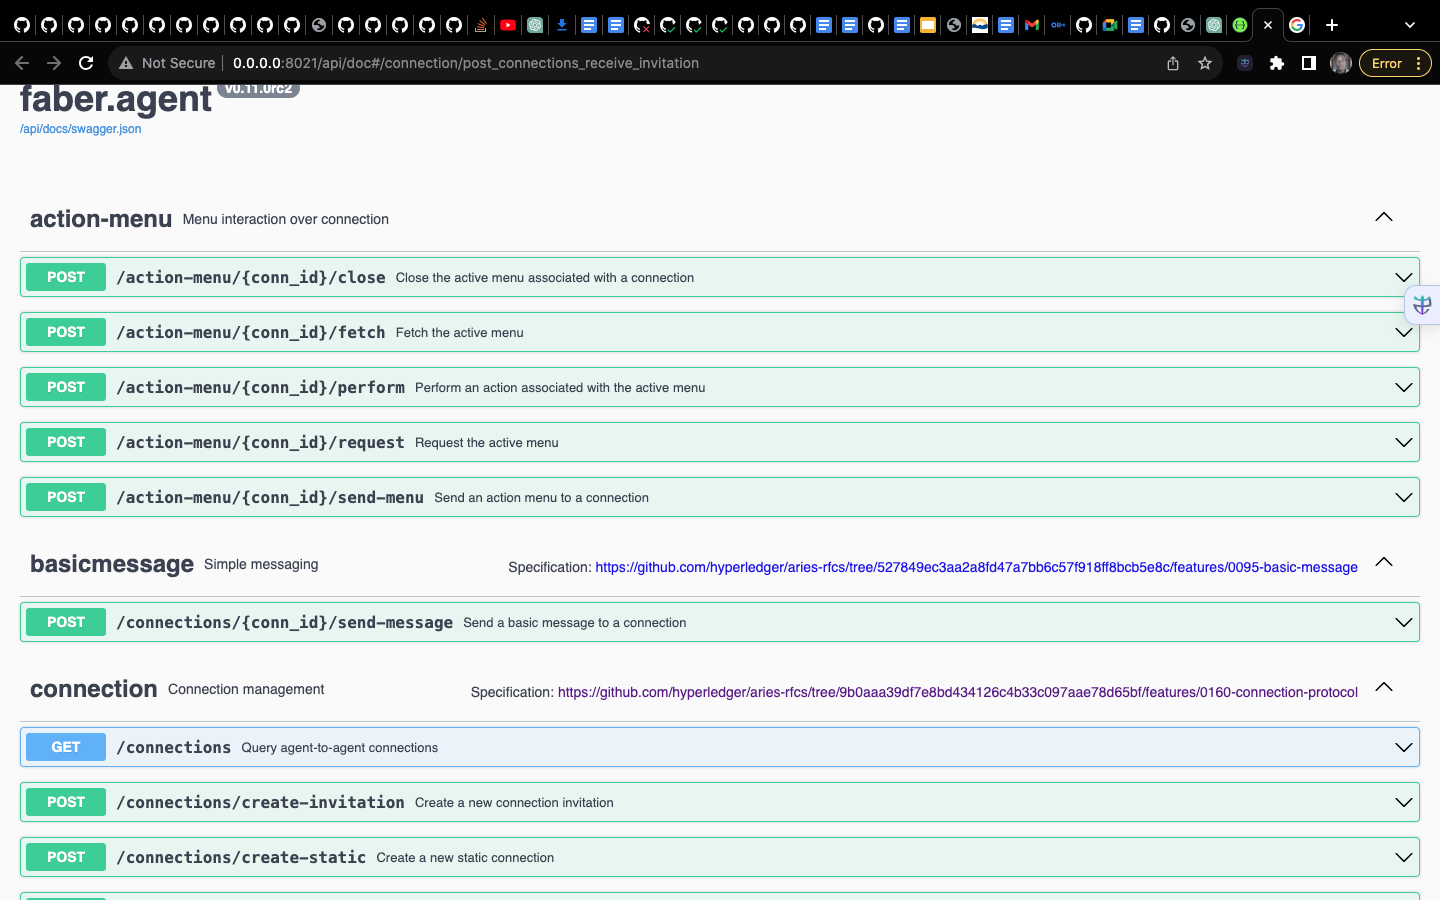 Not Secure 0.0.0.0:8021/api/doc#/connection/post_connections_receive_invitation Error
faber.agent v0.11.0rc2
/api/docs/swagger.json
action-menu Menu interaction over connection
POST /action-menu/{conn_id}/close Close the active menu associated with a connection
POST /action-menu/{conn_id}/fetch Fetch the active menu
POST /action-menu/{conn_id}/perform Perform an action associated with the active menu
POST /action-menu/{conn_id}/request Request the active menu
POST /action-menu/{conn_id}/send-menu Send an action menu to a connection
basicmessage Simple messaging Specification: https://github.com/hyperledger/aries-rfcs/tree/527849ec3aa2a8fd47a7bb6c57f918ff8bcb5e8c/features/0095-basic-message
POST /connections/{conn_id}/send-message Send a basic message to a connection
connection Connection management Specification: https://github.com/hyperledger/aries-rfcs/tree/9b0aaa39df7e8bd434126c4b33c097aae78d65bf/features/0160-connection-protocol
GET /connections Query agent-to-agent connections
POST /connections/create-invitation Create a new connection invitation
POST /connections/create-static Create a new static connection